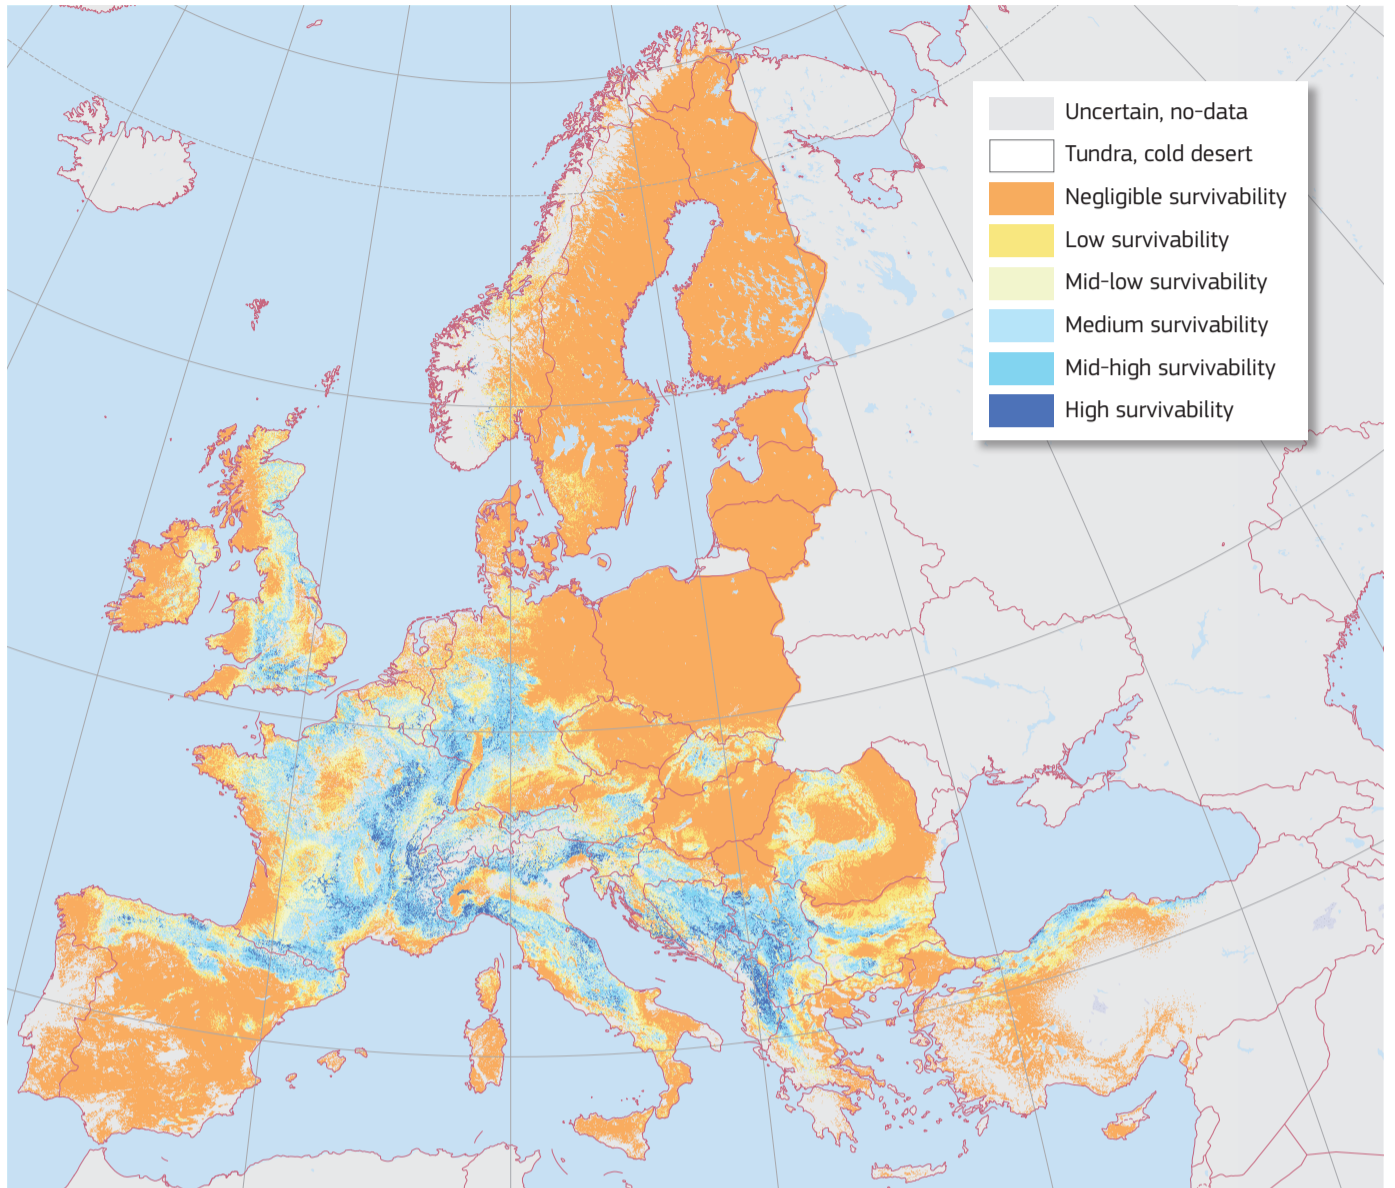 Uncertain, no-data
Tundra, cold desert
Negligible survivability
Low survivability
Mid-low survivability
Medium survivability
Mid-high survivability
High survivability